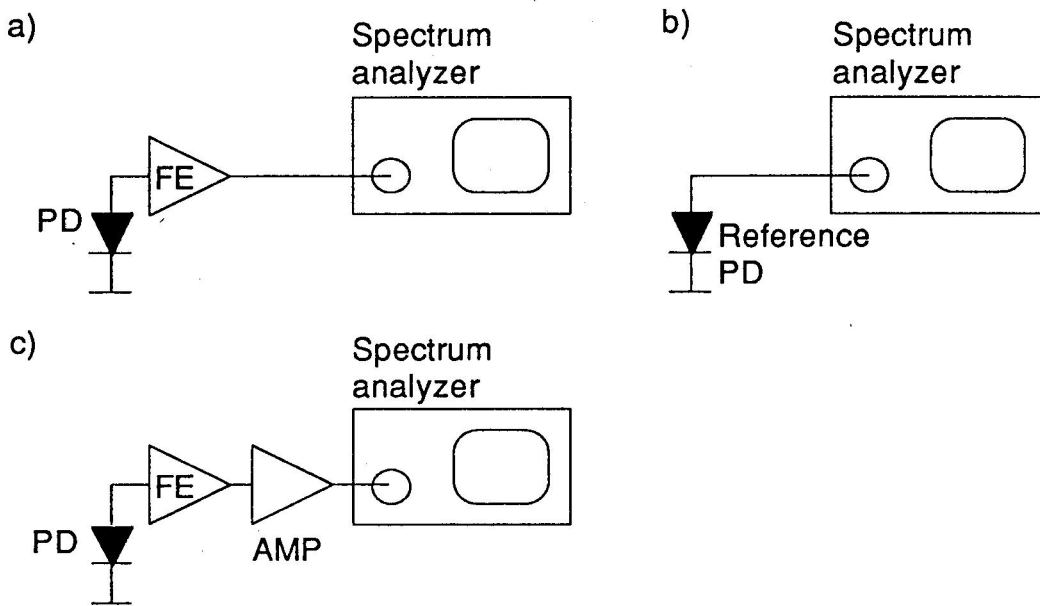 a)
Spectrum
analyzer
FE
PD
b)
Spectrum
analyzer
Reference
PD
c)
Spectrum
analyzer
FE
PD
AMP